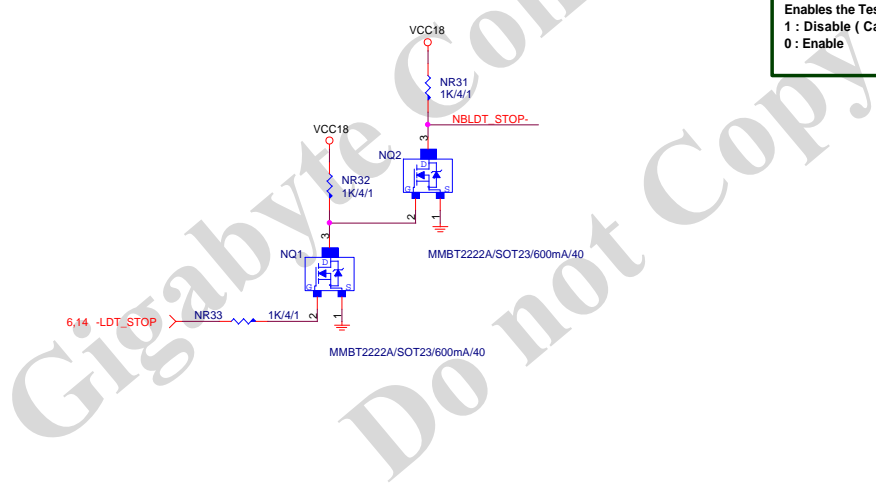 Enables the Tes
1 : Disable ( Ca
0 : Enable
VCC18
NR31
1K/4/1
NBLDT_STOP-
3
VCC18
NQ2
D
G
S
NR32
1K/4/1
2
1
3
MMBT2222A/SOT23/600mA/40
NQ1
D
G
S
6,14 -LDT_STOP
NR33
1K/4/1
2
1
MMBT2222A/SOT23/600mA/40
Gigabyte Con
Do not Copy